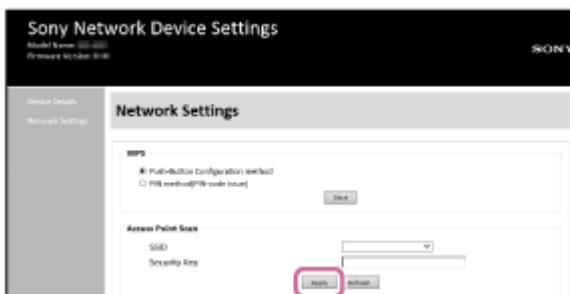 Sony Network Device Settings
Model Name:
Firmware Version:
SONY
Device Details
Network Settings
Network Settings
WPS
Push-Button Configuration method
PIN method(PIN-code issue)
Start
Access Point Scan
SSID
Security Key
Apply Refresh